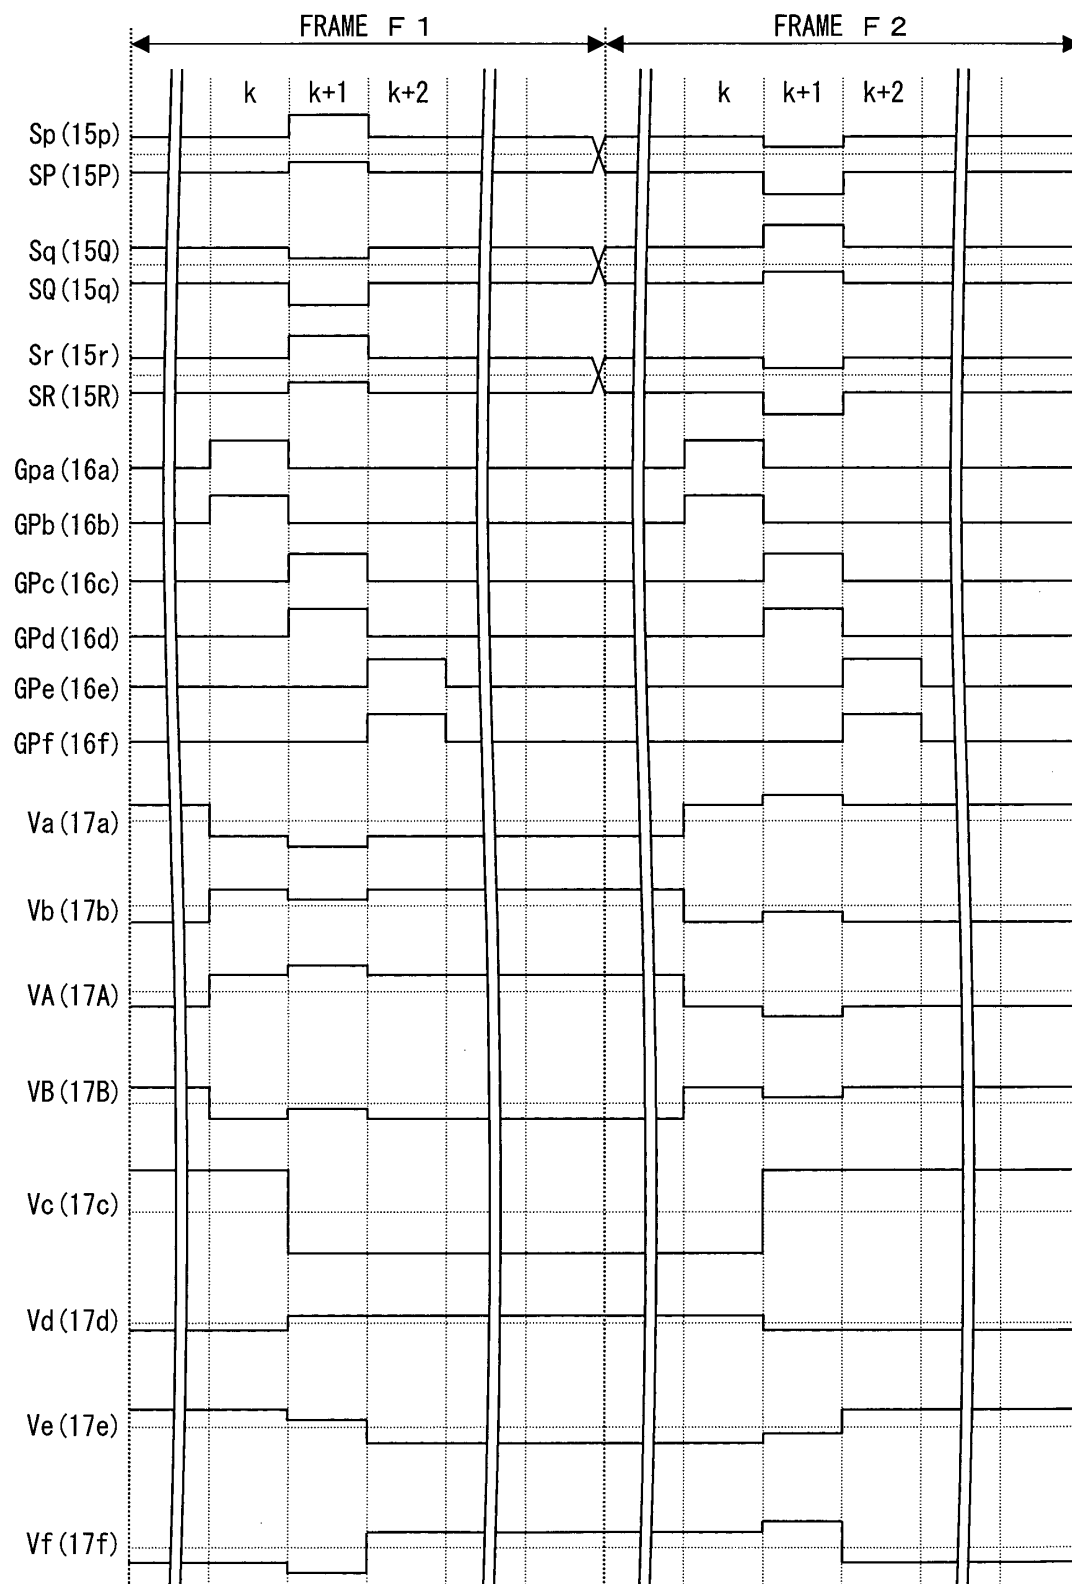 FRAME F1 FRAME F2
k k+1 k+2 k k+1 k+2
Sp(15p)
SP(15P)
Sq(15Q)
SQ(15q)
Sr(15r)
SR(15R)
Gpa(16a)
GPb(16b)
GPc(16c)
GPd(16d)
GPe(16e)
GPf(16f)
Va(17a)
Vb(17b)
VA(17A)
VB(17B)
Vc(17c)
Vd(17d)
Ve(17e)
Vf(17f)